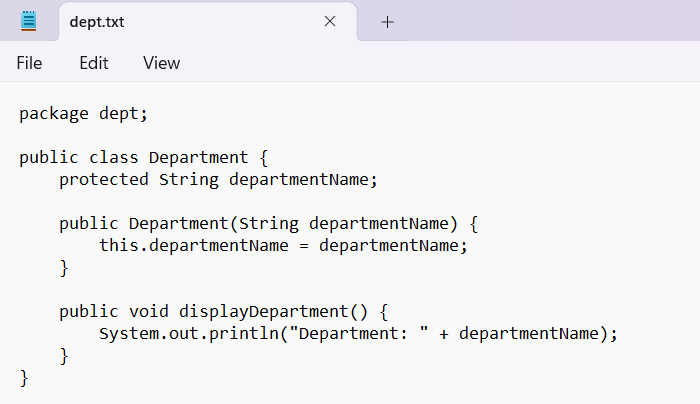 dept.txt
File Edit View
package dept;
public class Department {
    protected String departmentName;
    public Department(String departmentName) {
        this.departmentName = departmentName;
    }
    public void displayDepartment() {
        System.out.println("Department: " + departmentName);
    }
}